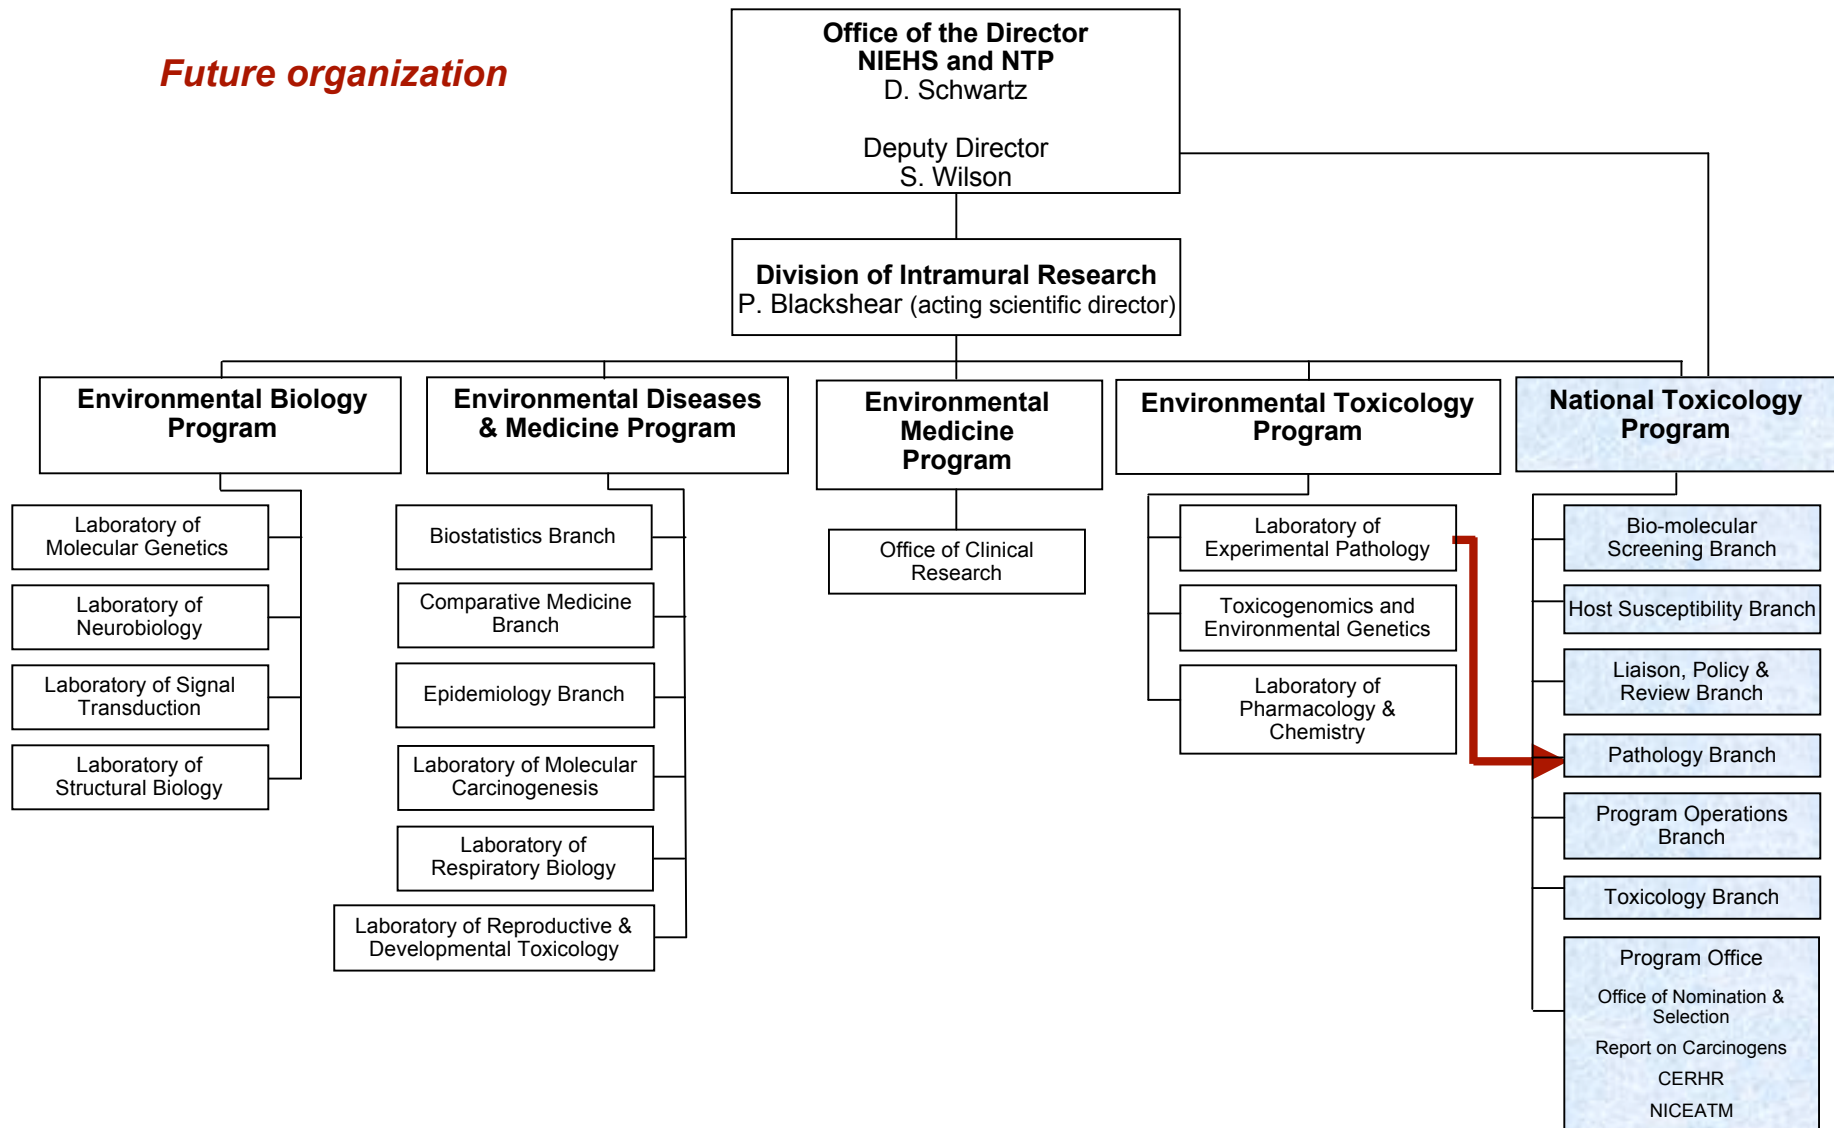 Future organization
Office of the Director
NIEHS and NTP
D. Schwartz
Deputy Director
S. Wilson
Division of Intramural Research
P. Blackshear (acting scientific director)
Environmental Biology
Program
Laboratory of
Molecular Genetics
Laboratory of
Neurobiology
Laboratory of Signal
Transduction
Laboratory of
Structural Biology
Environmental Diseases
& Medicine Program
Biostatistics Branch
Comparative Medicine
Branch
Epidemiology Branch
Laboratory of Molecular
Carcinogenesis
Laboratory of
Respiratory Biology
Laboratory of Reproductive &
Developmental Toxicology
Environmental
Medicine
Program
Office of Clinical
Research
Environmental Toxicology
Program
Laboratory of
Experimental Pathology
Toxicogenomics and
Environmental Genetics
Laboratory of
Pharmacology &
Chemistry
National Toxicology
Program
Bio-molecular
Screening Branch
Host Susceptibility Branch
Liaison, Policy &
Review Branch
Pathology Branch
Program Operations
Branch
Toxicology Branch
Program Office
Office of Nomination &
Selection
Report on Carcinogens
CERHR
NICEATM